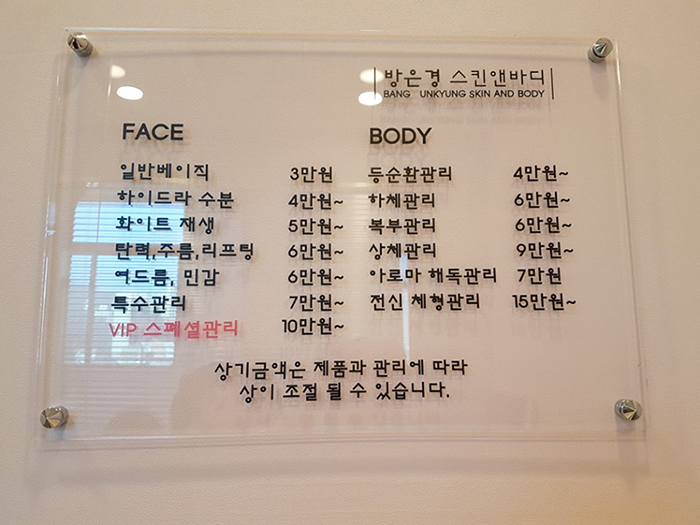 방은경 스킨앤바디
BANG UNKYUNG SKIN AND BODY
FACE
일반베이직 3만원
하이드라 수분 4만원~
화이트 재생 5만원~
탄력,주름,리프팅 6만원~
여드름, 민감 6만원~
특수관리 7만원~
VIP 스페셜관리 10만원~
BODY
등순환관리 4만원~
하체관리 6만원~
복부관리 6만원~
상체관리 9만원~
아로마 해독관리 7만원
전신 체형관리 15만원~
상기금액은 제품과 관리에 따라
상이 조절 될 수 있습니다.